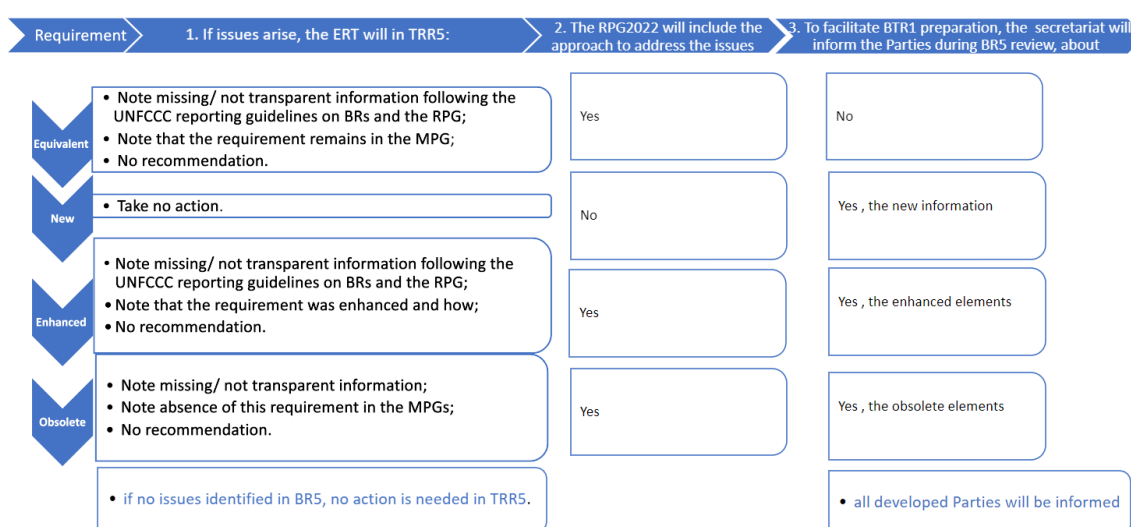 Requirement
1. If issues arise, the ERT will in TRR5:
2. The RPG2022 will include the
approach to address the issues
3. To facilitate BTR1 preparation, the  secretariat will
inform the Parties during BR5 review, about
Equivalent
• Note missing/ not transparent information following the
UNFCCC reporting guidelines on BRs and the RPG;
• Note that the requirement remains in the MPG;
• No recommendation.
Yes
No
New
• Take no action.
No
Yes , the new information
Enhanced
• Note missing/ not transparent information following the
UNFCCC reporting guidelines on BRs and the RPG;
• Note that the requirement was enhanced and how;
• No recommendation.
Yes
Yes , the enhanced elements
Obsolete
• Note missing/ not transparent information;
• Note absence of this requirement in the MPGs;
• No recommendation.
Yes
Yes , the obsolete elements
• if no issues identified in BR5, no action is needed in TRR5.
• all developed Parties will be informed